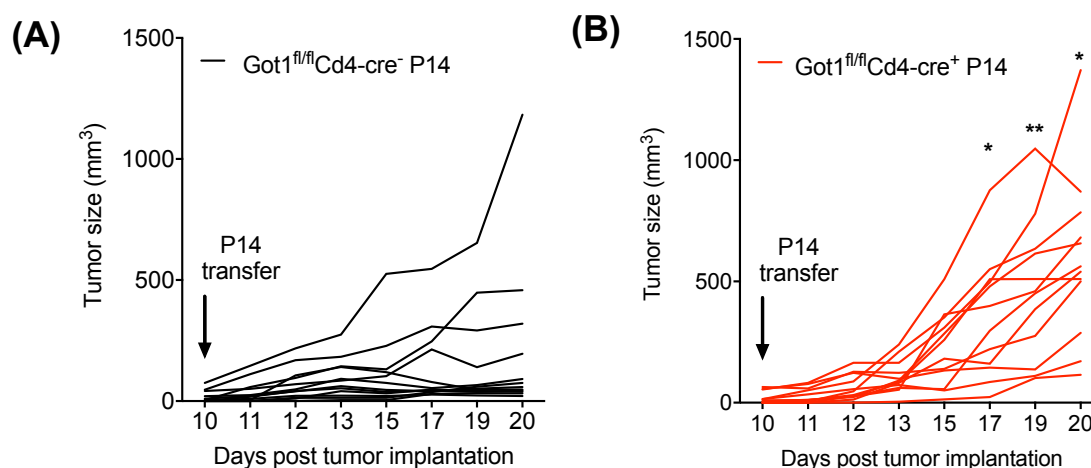 (A)
1500
1000
500
0
Tumor size (mm³)
Got1fl/flCd4-cre- P14
P14
transfer
10 11 12 13 15 17 19 20
Days post tumor implantation
(B)
1500
1000
500
0
Tumor size (mm³)
Got1fl/flCd4-cre+ P14
*
**
*
P14
transfer
10 11 12 13 15 17 19 20
Days post tumor implantation